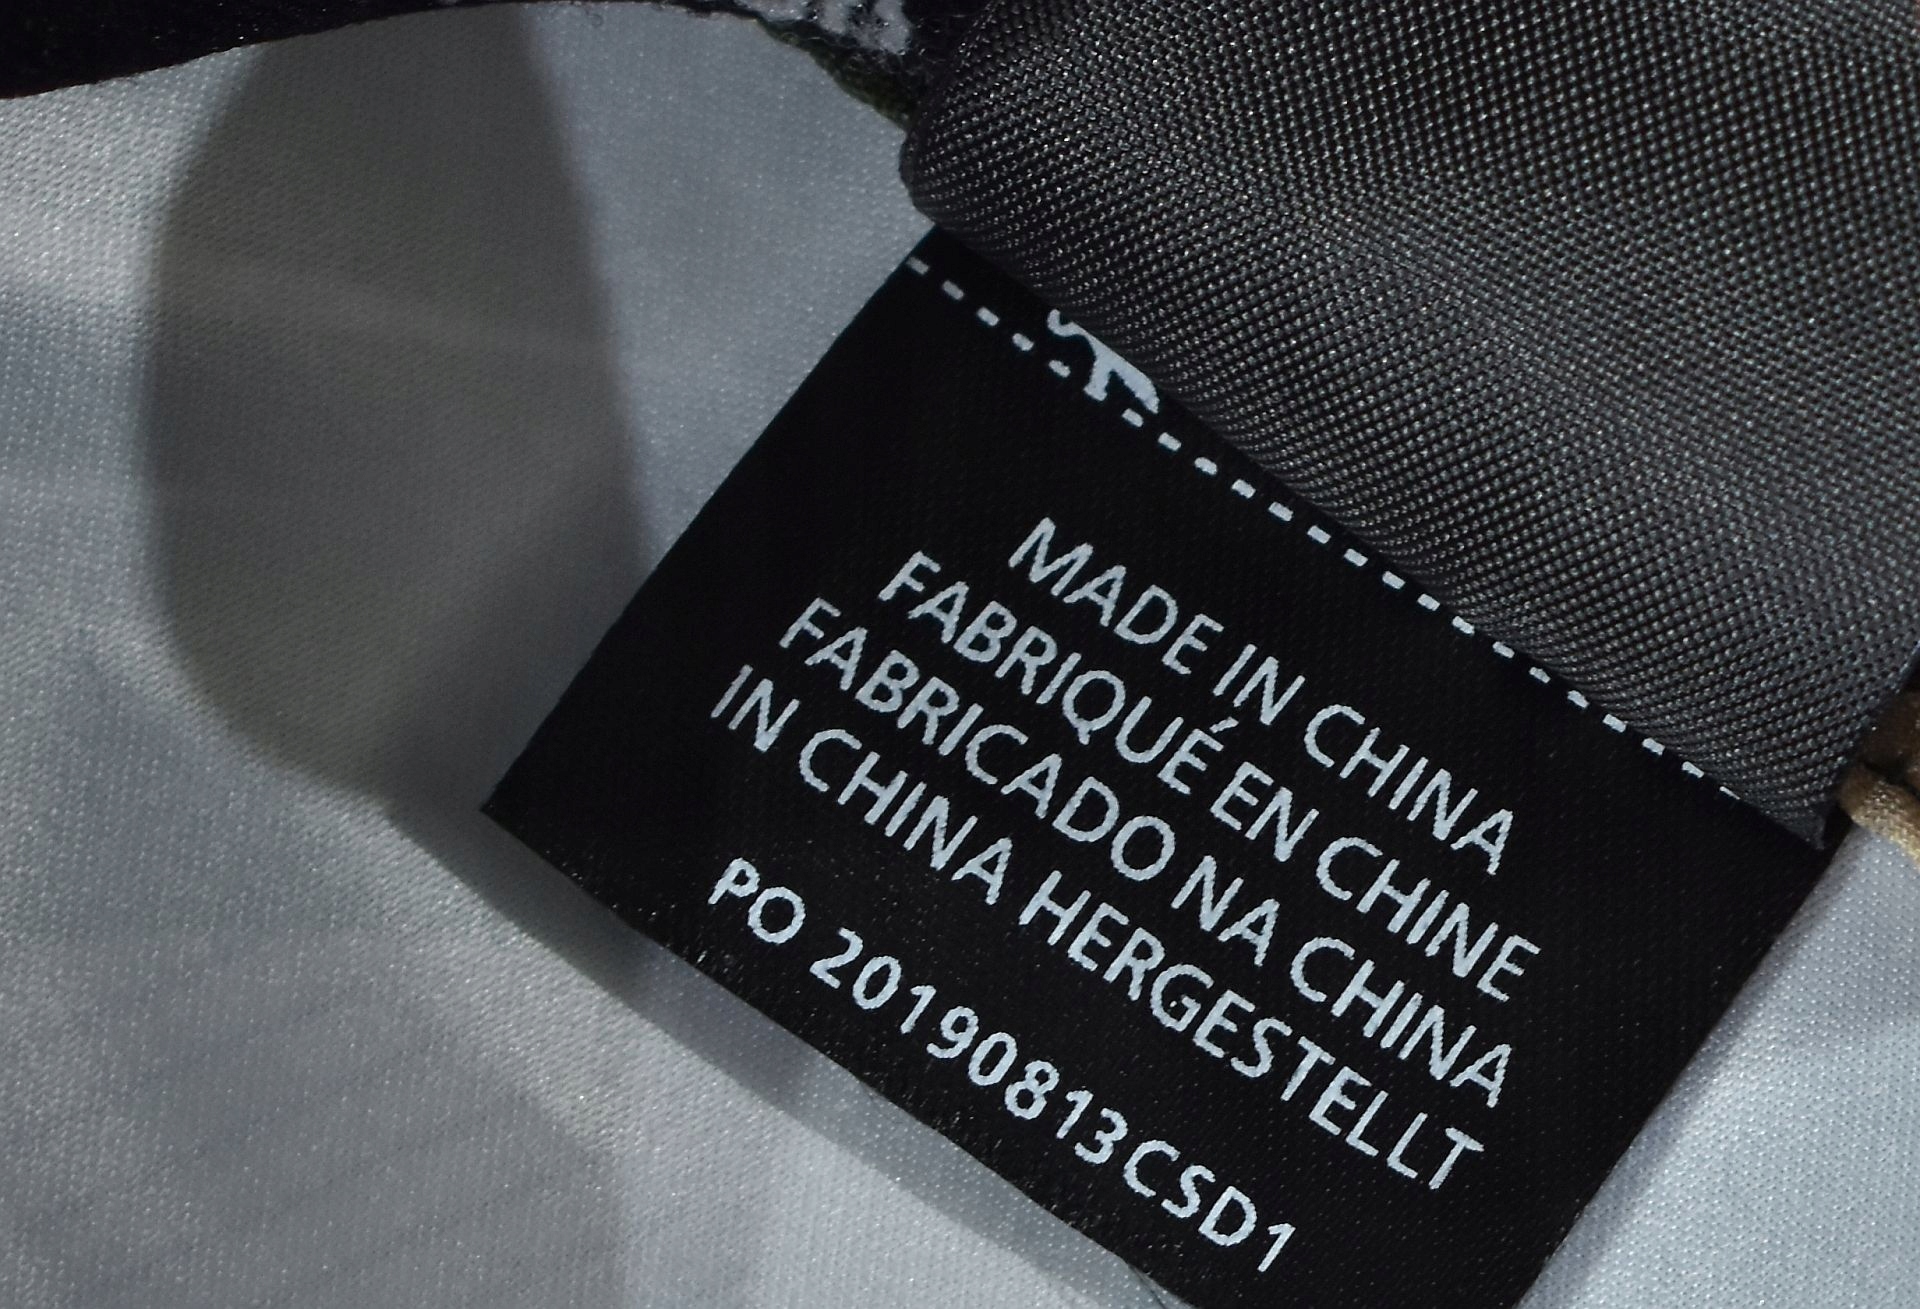 MADE IN CHINA
FABRIQUÉ EN CHINE
FABRICADO NA CHINA
IN CHINA HERGESTELLT
PO 20190813CSD1